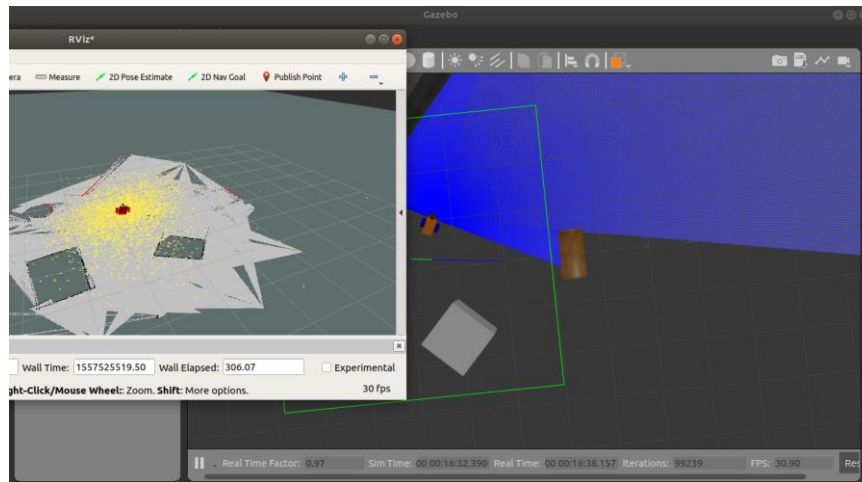 Gazebo
RViz*
era Measure 2D Pose Estimate 2D Nav Goal Publish Point
Wall Time: 1557525519.50 Wall Elapsed: 306.07 Experimental
ght-Click/Mouse Wheel:: Zoom. Shift: More options. 30 fps
Real Time Factor: 0.97 Sim Time: 00 00:16:32.390 Real Time: 00 00:16:38.157 Iterations: 99239 FPS: 30.90 Res